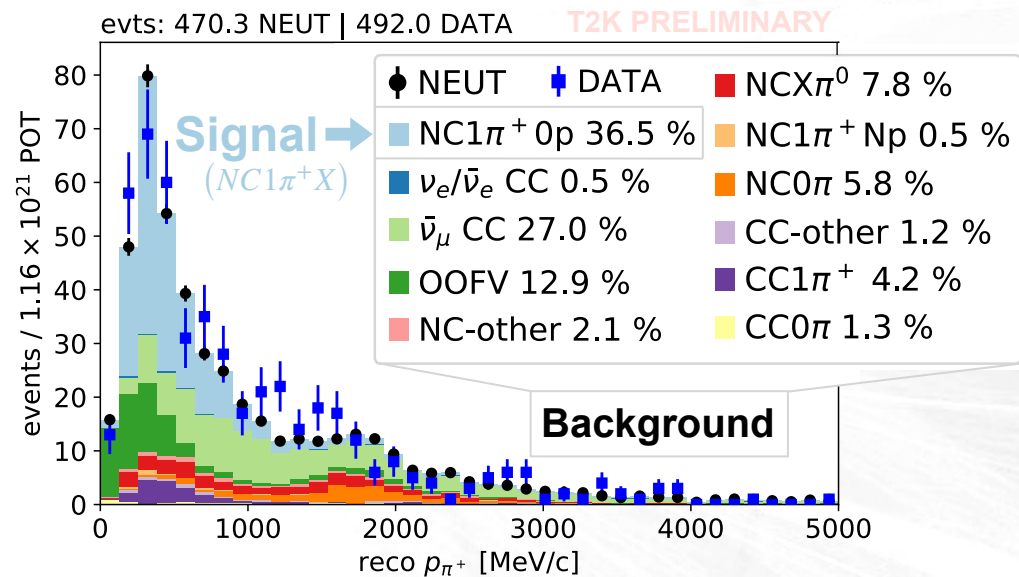 evts: 470.3 NEUT | 492.0 DATA
T2K PRELIMINARY
events / 1.16 × 10²¹ POT
80
70
60
50
40
30
20
10
0
Signal
(NC1π⁺X)
NEUT
DATA
NC1π⁺0p 36.5 %
νₑ/ν̄ₑ CC 0.5 %
ν̄_μ CC 27.0 %
OOFV 12.9 %
NC-other 2.1 %
NCXπ⁰ 7.8 %
NC1π⁺Np 0.5 %
NC0π 5.8 %
CC-other 1.2 %
CC1π⁺ 4.2 %
CC0π 1.3 %
Background
0 1000 2000 3000 4000 5000
reco p_π⁺ [MeV/c]